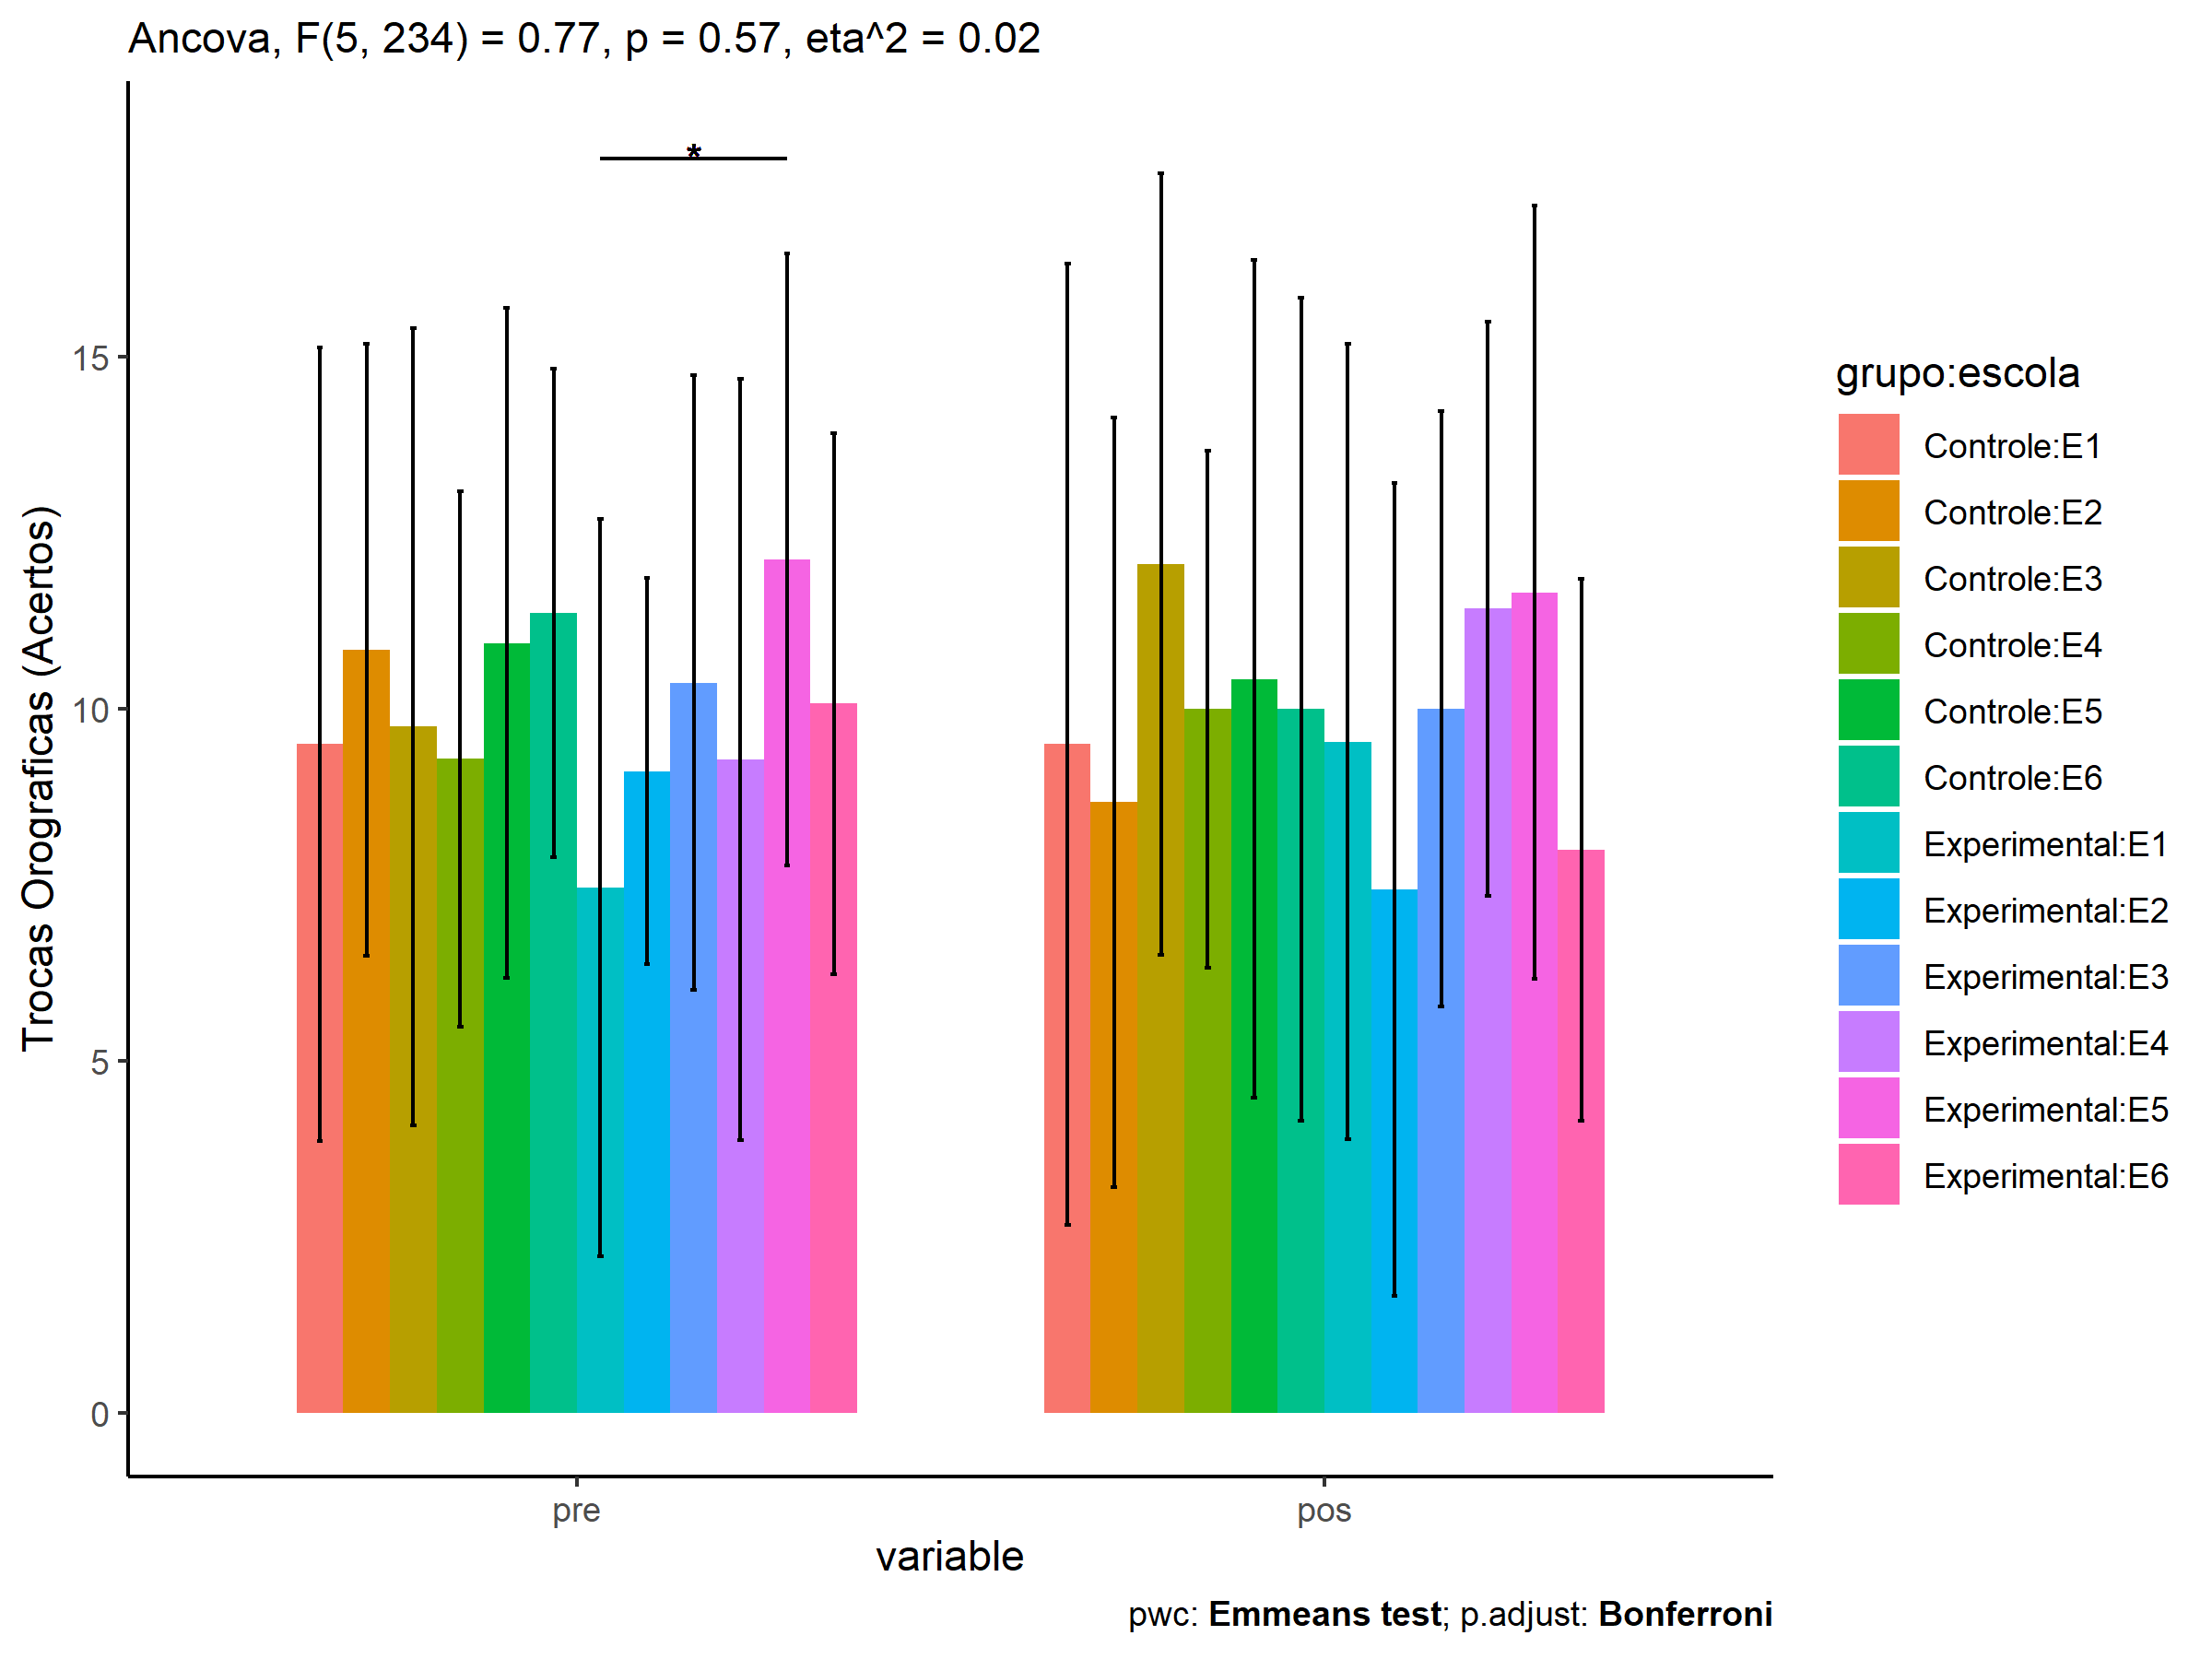 Ancova, F(5, 234) = 0.77, p = 0.57, eta^2 = 0.02
*
Trocas Orograficas (Acertos)
15
10
5
0
pre
pos
variable
grupo:escola
Controle:E1
Controle:E2
Controle:E3
Controle:E4
Controle:E5
Controle:E6
Experimental:E1
Experimental:E2
Experimental:E3
Experimental:E4
Experimental:E5
Experimental:E6
pwc: Emmeans test; p.adjust: Bonferroni